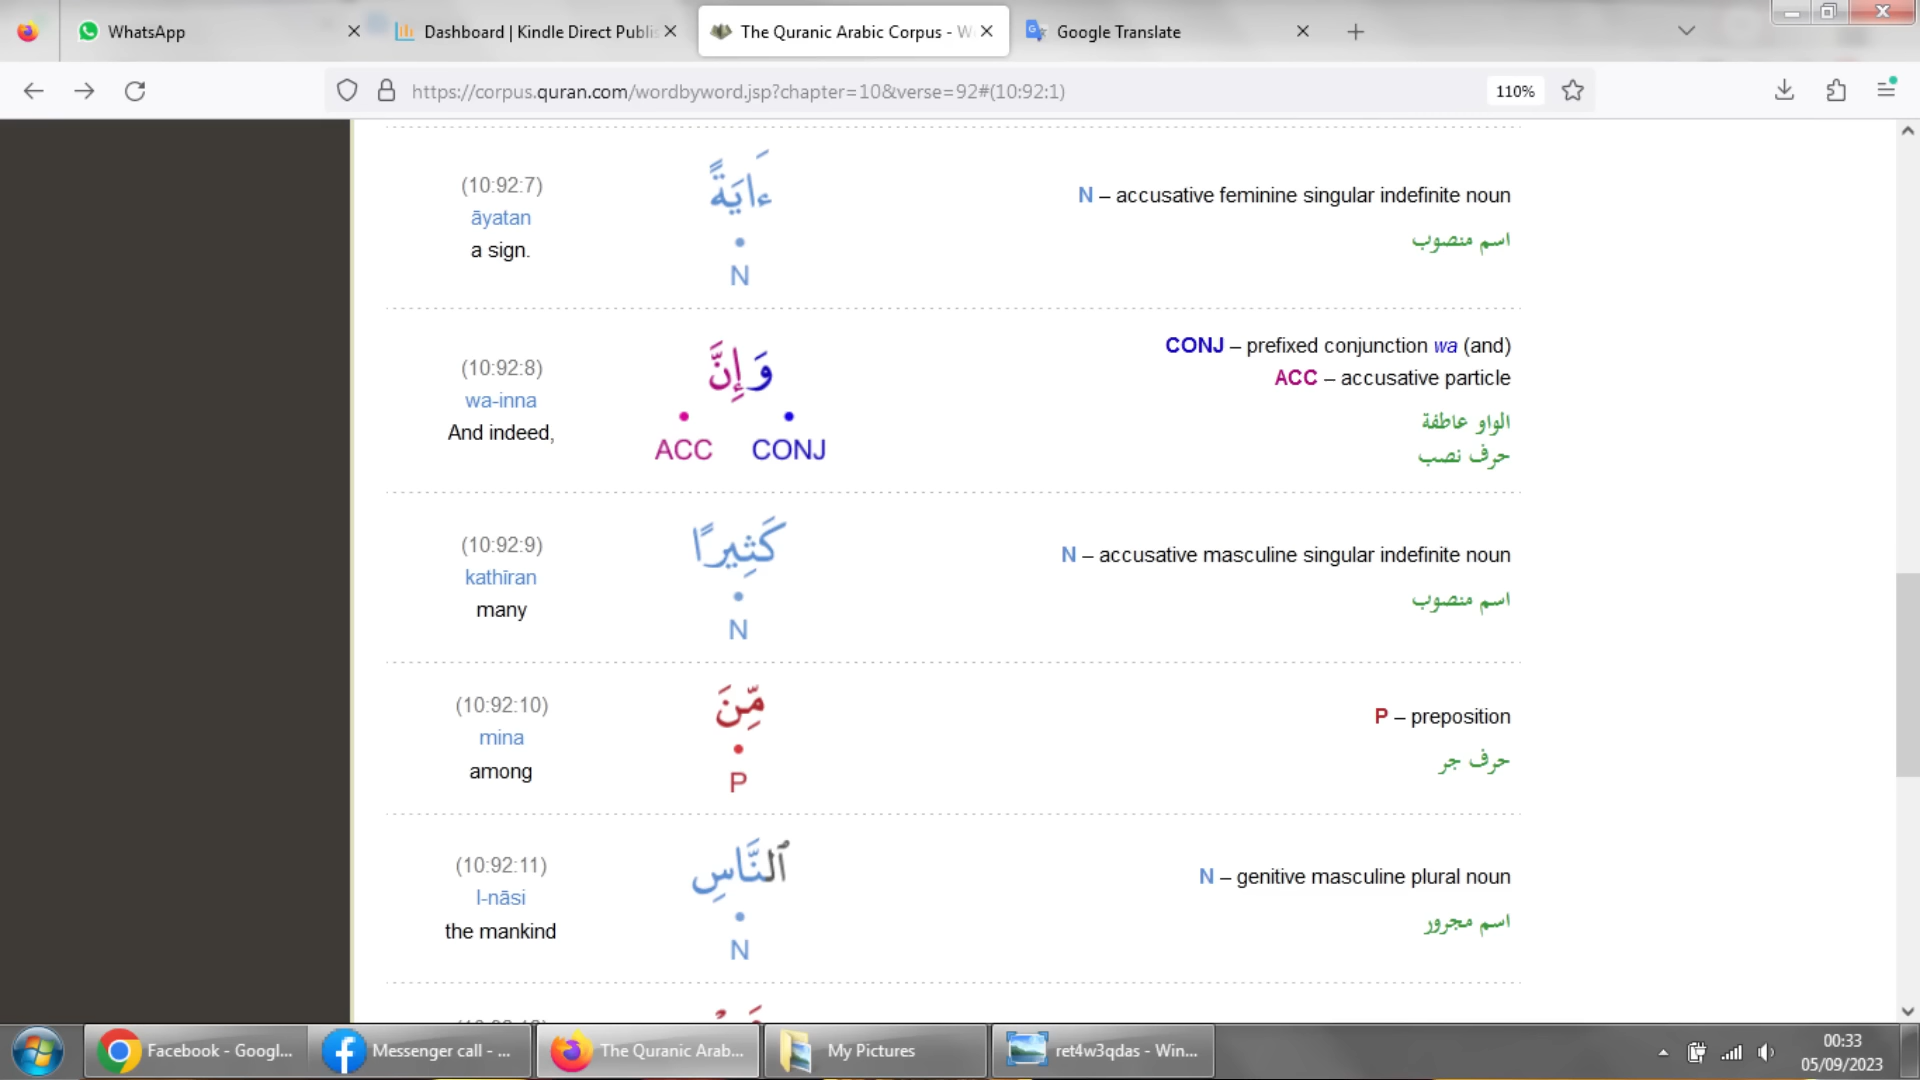 WhatsApp
Dashboard | Kindle Direct Publis
The Quranic Arabic Corpus - W
Google Translate
https://corpus.quran.com/wordbyword.jsp?chapter=10&verse=92#(10:92:1)
110%
(10:92:7)
āyatan
a sign.
ءَايَةً
N
N – accusative feminine singular indefinite noun
اسم منصوب
(10:92:8)
wa-inna
And indeed,
وَإِنَّ
ACC CONJ
CONJ – prefixed conjunction wa (and)
ACC – accusative particle
الواو عاطفة
حرف نصب
(10:92:9)
kathīran
many
كَثِيرًا
N
N – accusative masculine singular indefinite noun
اسم منصوب
(10:92:10)
mina
among
مِّنَ
P
P – preposition
حرف جر
(10:92:11)
l-nāsi
the mankind
ٱلنَّاسِ
N
N – genitive masculine plural noun
اسم مجرور
Facebook - Googl...
Messenger call - ...
The Quranic Arab...
My Pictures
ret4w3qdas - Win...
00:33
05/09/2023